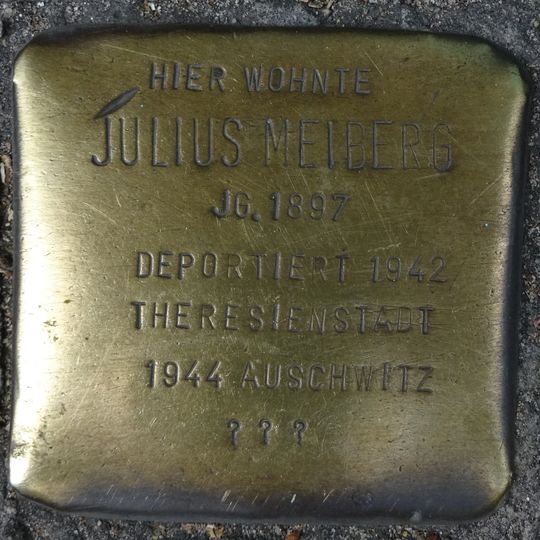 HIER WOHNTE
JULIUS MEIBERG
JG. 1897
DEPORTIERT 1942
THERESIENSTADT
1944 AUSCHWITZ
? ? ?